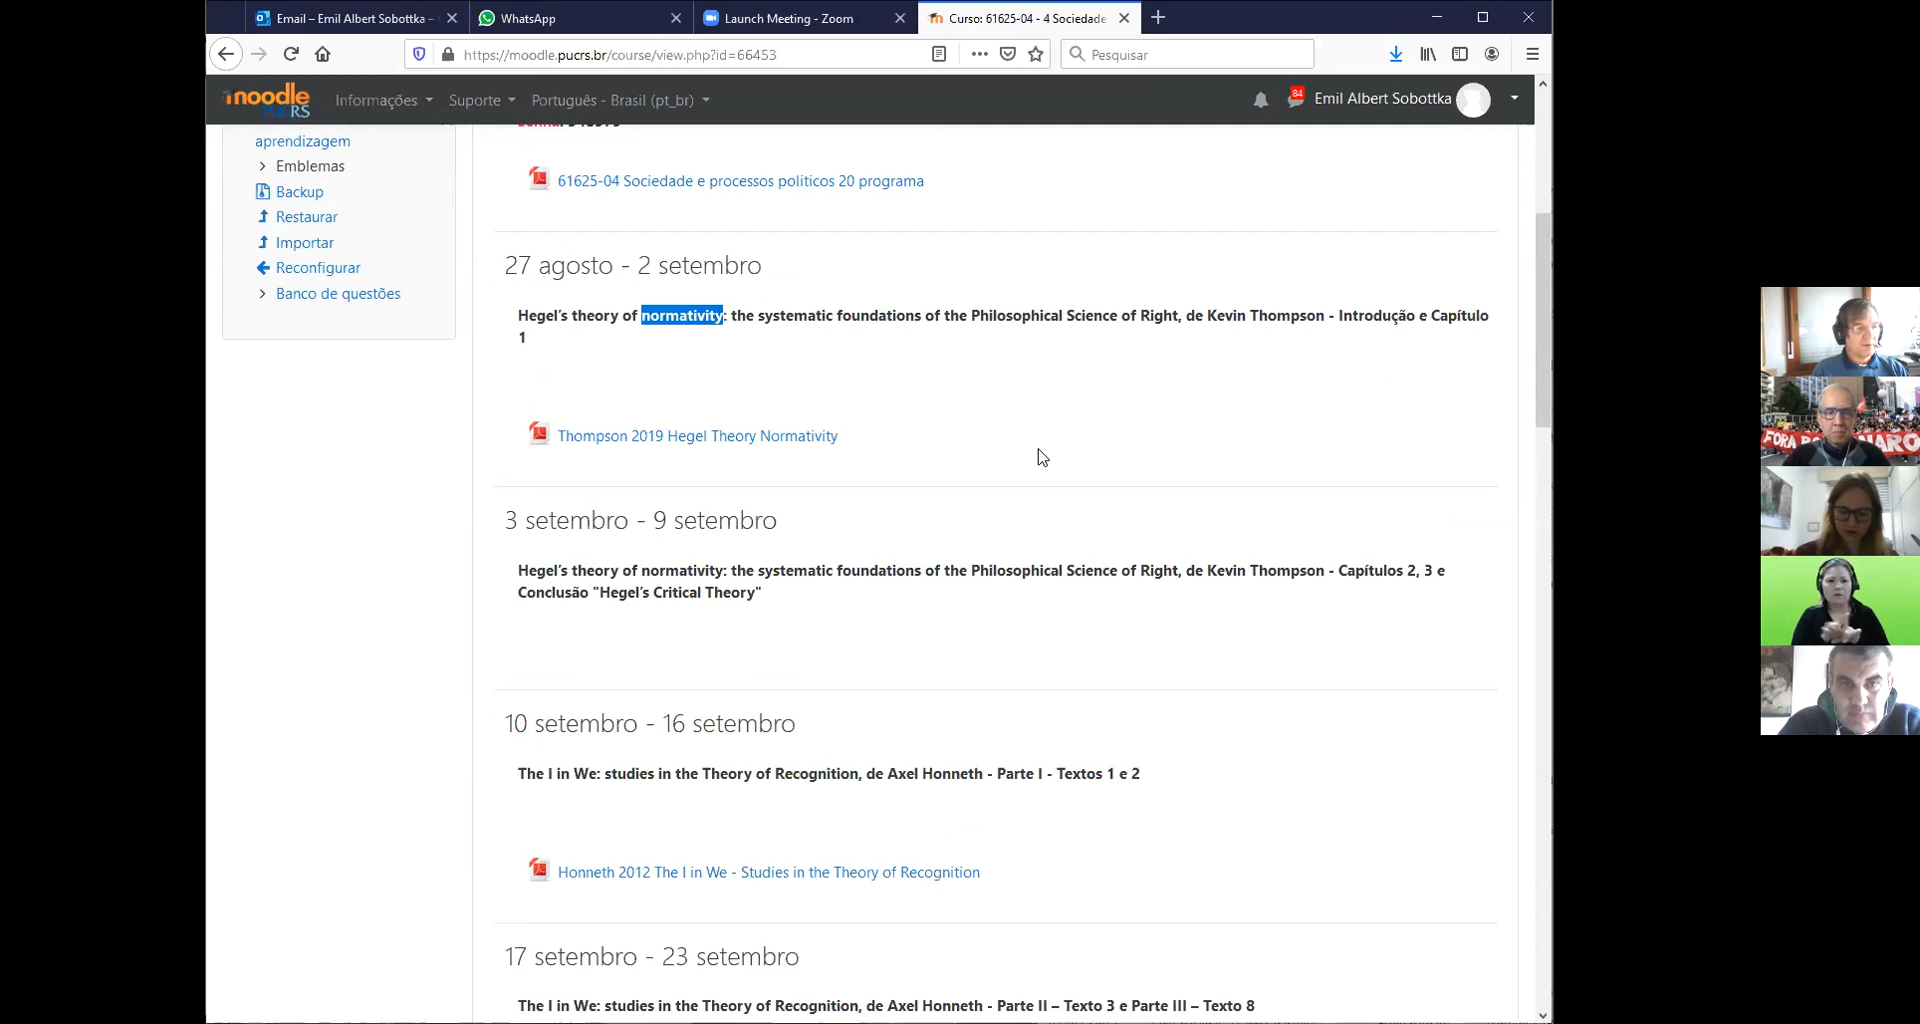 Email – Emil Albert Sobottka –
WhatsApp
Launch Meeting - Zoom
Curso: 61625-04 - 4 Sociedade
https://moodle.pucrs.br/course/view.php?id=66453
Pesquisar
moodle
Informações
Suporte
Português - Brasil (pt_br)
84
Emil Albert Sobottka
aprendizagem
Emblemas
Backup
Restaurar
Importar
Reconfigurar
Banco de questões
61625-04 Sociedade e processos politicos 20 programa
27 agosto - 2 setembro
Hegel's theory of normativity: the systematic foundations of the Philosophical Science of Right, de Kevin Thompson - Introdução e Capítulo
1
Thompson 2019 Hegel Theory Normativity
3 setembro - 9 setembro
Hegel's theory of normativity: the systematic foundations of the Philosophical Science of Right, de Kevin Thompson - Capítulos 2, 3 e
Conclusão "Hegel's Critical Theory"
10 setembro - 16 setembro
The I in We: studies in the Theory of Recognition, de Axel Honneth - Parte I - Textos 1 e 2
Honneth 2012 The I in We - Studies in the Theory of Recognition
17 setembro - 23 setembro
The I in We: studies in the Theory of Recognition, de Axel Honneth - Parte II – Texto 3 e Parte III – Texto 8
FORA